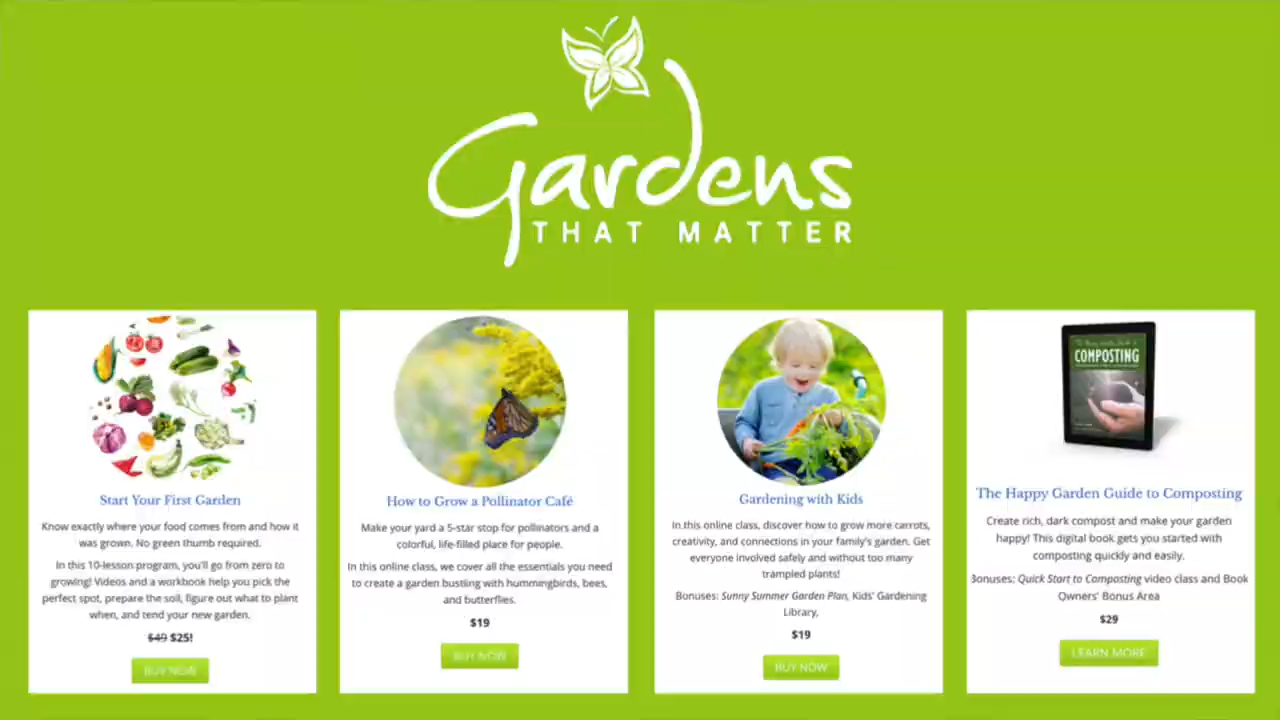 Gardens
THAT MATTER
COMPOSTING
Start Your First Garden
Know exactly where your food comes from and how it
was grown. No green thumb required.
In this 10-lesson program, you'll go from zero to
growing! Videos and a workbook help you pick the
perfect spot, prepare the soil, figure out what to plant
when, and tend your new garden.
$49 $25!
BUY NOW
How to Grow a Pollinator Café
Make your yard a 5-star stop for pollinators and a
colorful, life-filled place for people.
In this online class, we cover all the essentials you need
to create a garden bustling with hummingbirds, bees,
and butterflies.
$19
BUY NOW
Gardening with Kids
In this online class, discover how to grow more carrots,
creativity, and connections in your family's garden. Get
everyone involved safely and without too many
trampled plants!
Bonuses: Sunny Summer Garden Plan, Kids' Gardening
Library,
$19
BUY NOW
The Happy Garden Guide to Composting
Create rich, dark compost and make your garden
happy! This digital book gets you started with
composting quickly and easily.
Bonuses: Quick Start to Composting video class and Book
Owners' Bonus Area
$29
LEARN MORE